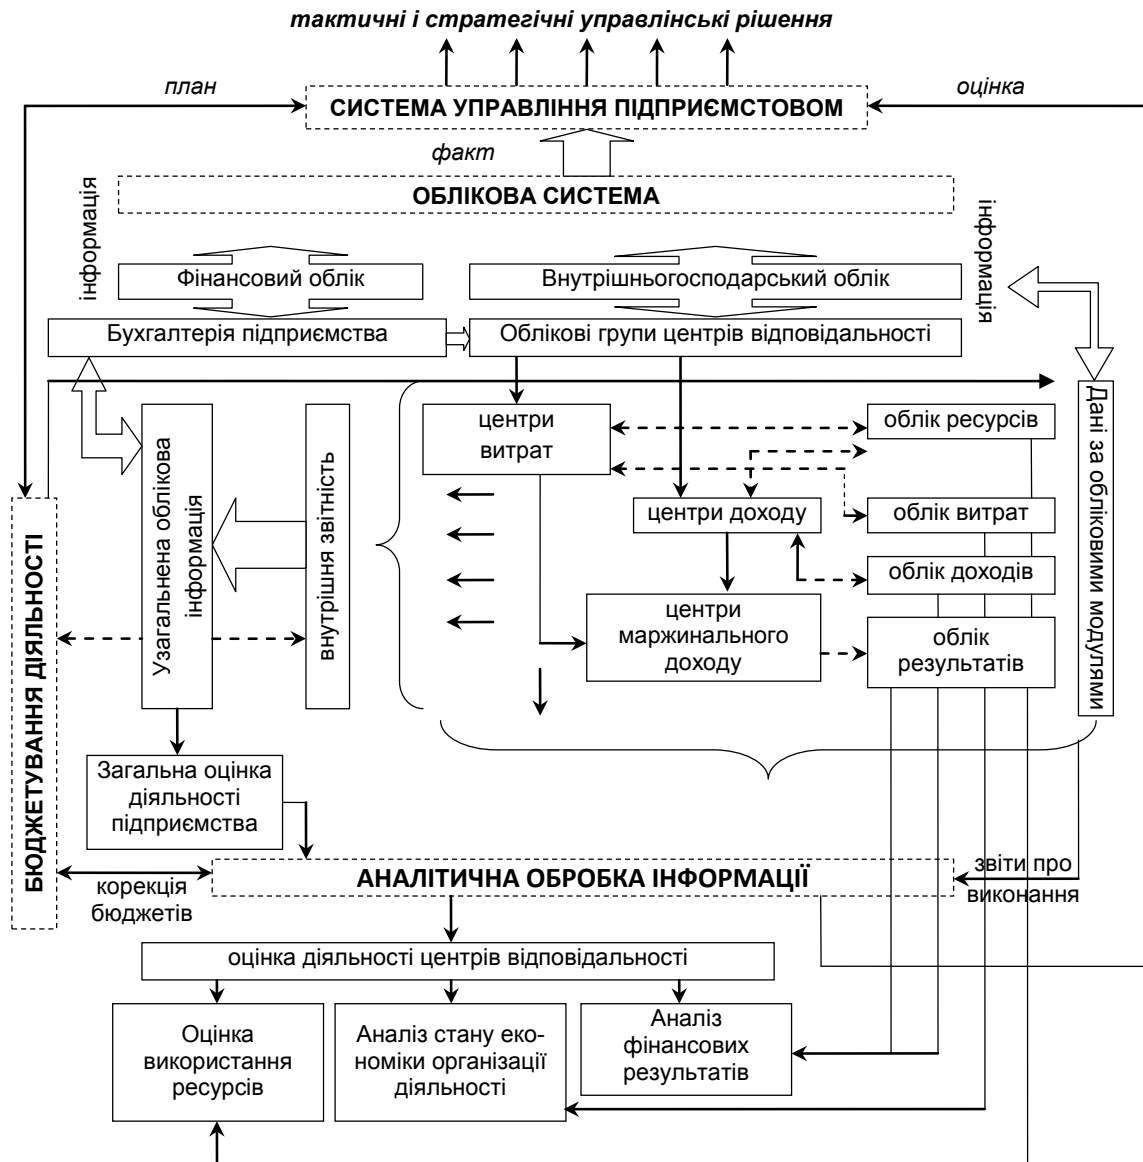 тактичні і стратегічні управлінські рішення
план
оцінка
СИСТЕМА УПРАВЛІННЯ ПІДПРИЄМСТОВОМ
факт
ОБЛІКОВА СИСТЕМА
інформація
інформація
Фінансовий облік
Внутрішньогосподарський облік
Бухгалтерія підприємства
Облікові групи центрів відповідальності
центри
витрат
облік ресурсів
центри доходу
облік витрат
облік доходів
центри
маржинального
доходу
облік
результатів
Дані за обліковими модулями
Узагальнена облікова
інформація
внутрішня звітність
БЮДЖЕТУВАННЯ ДІЯЛЬНОСТІ
Загальна оцінка
діяльності
підприємства
АНАЛІТИЧНА ОБРОБКА ІНФОРМАЦІЇ
звіти про
виконання
корекція
бюджетів
оцінка діяльності центрів відповідальності
Оцінка
використання
ресурсів
Аналіз стану еко-
номіки організації
діяльності
Аналіз
фінансових
результатів